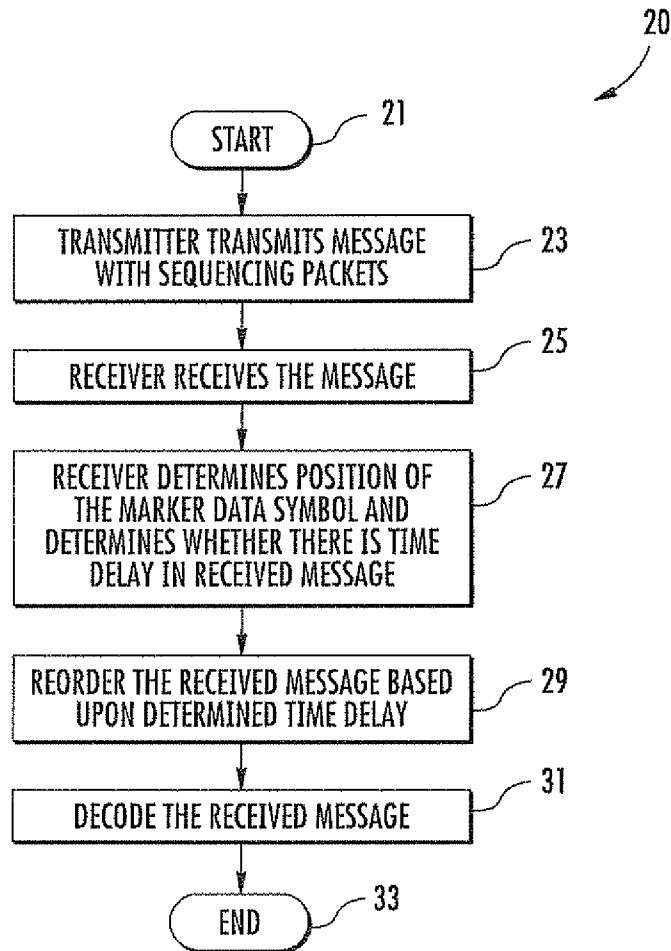 20
START
21
TRANSMITTER TRANSMITS MESSAGE
WITH SEQUENCING PACKETS
23
RECEIVER RECEIVES THE MESSAGE
25
RECEIVER DETERMINES POSITION OF
THE MARKER DATA SYMBOL AND
DETERMINES WHETHER THERE IS TIME
DELAY IN RECEIVED MESSAGE
27
REORDER THE RECEIVED MESSAGE BASED
UPON DETERMINED TIME DELAY
29
DECODE THE RECEIVED MESSAGE
31
END
33